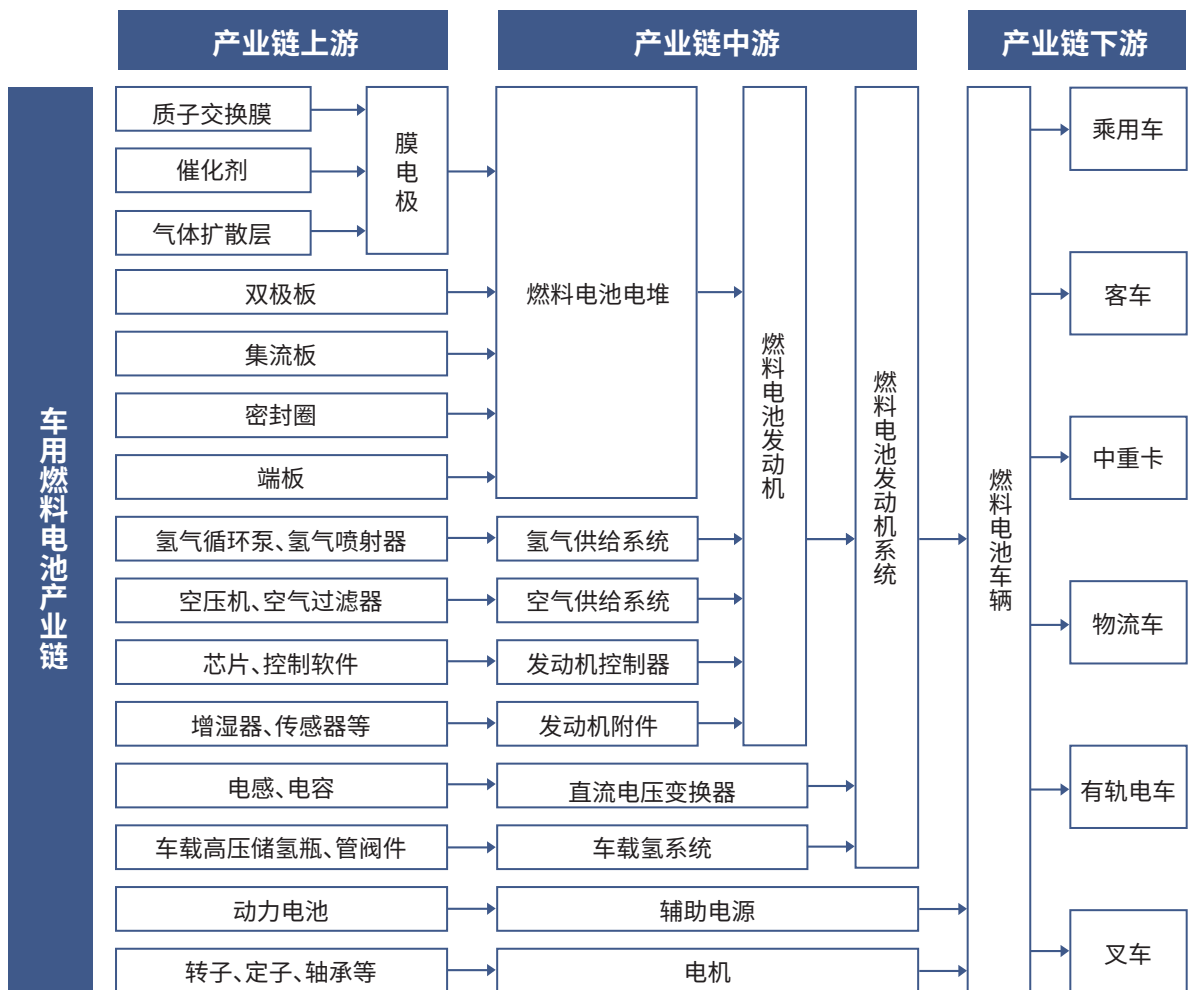 产业链上游
产业链中游
产业链下游
车用燃料电池产业链
质子交换膜
催化剂
气体扩散层
膜电极
双极板
集流板
密封圈
端板
氢气循环泵、氢气喷射器
空压机、空气过滤器
芯片、控制软件
增湿器、传感器等
电感、电容
车载高压储氢瓶、管阀件
动力电池
转子、定子、轴承等
燃料电池电堆
氢气供给系统
空气供给系统
发动机控制器
发动机附件
直流电压变换器
车载氢系统
辅助电源
电机
燃料电池发动机
燃料电池发动机系统
燃料电池车辆
乘用车
客车
中重卡
物流车
有轨电车
叉车